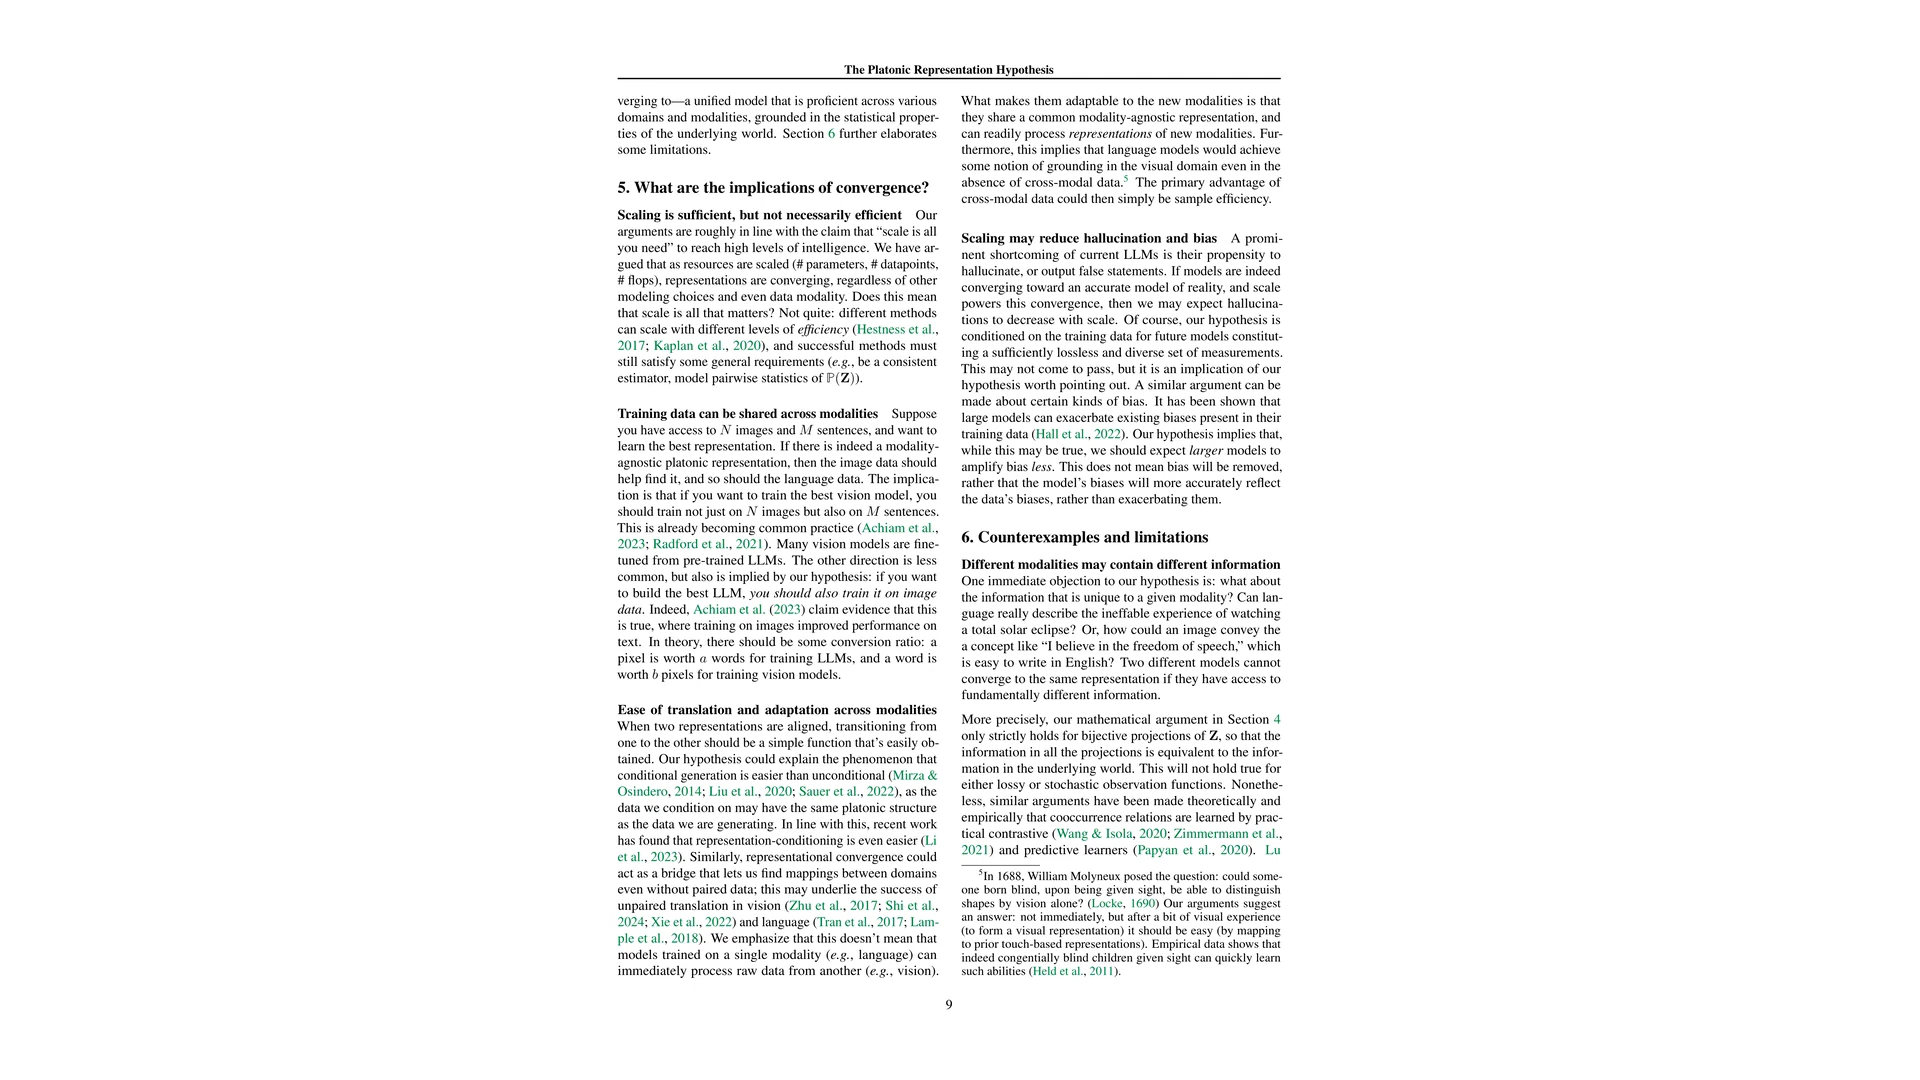 The Platonic Representation Hypothesis
verging to—a unified model that is proficient across various
domains and modalities, grounded in the statistical proper-
ties of the underlying world. Section 6 further elaborates
some limitations.
5. What are the implications of convergence?
Scaling is sufficient, but not necessarily efficient Our
arguments are roughly in line with the claim that “scale is all
you need” to reach high levels of intelligence. We have ar-
gued that as resources are scaled (# parameters, # datapoints,
# flops), representations are converging, regardless of other
modeling choices and even data modality. Does this mean
that scale is all that matters? Not quite: different methods
can scale with different levels of efficiency (Hestness et al.,
2017; Kaplan et al., 2020), and successful methods must
still satisfy some general requirements (e.g., be a consistent
estimator, model pairwise statistics of ℙ(Z)).
Training data can be shared across modalities Suppose
you have access to N images and M sentences, and want to
learn the best representation. If there is indeed a modality-
agnostic platonic representation, then the image data should
help find it, and so should the language data. The implica-
tion is that if you want to train the best vision model, you
should train not just on N images but also on M sentences.
This is already becoming common practice (Achiam et al.,
2023; Radford et al., 2021). Many vision models are fine-
tuned from pre-trained LLMs. The other direction is less
common, but also is implied by our hypothesis: if you want
to build the best LLM, you should also train it on image
data. Indeed, Achiam et al. (2023) claim evidence that this
is true, where training on images improved performance on
text. In theory, there should be some conversion ratio: a
pixel is worth a words for training LLMs, and a word is
worth b pixels for training vision models.
Ease of translation and adaptation across modalities
When two representations are aligned, transitioning from
one to the other should be a simple function that’s easily ob-
tained. Our hypothesis could explain the phenomenon that
conditional generation is easier than unconditional (Mirza &
Osindero, 2014; Liu et al., 2020; Sauer et al., 2022), as the
data we condition on may have the same platonic structure
as the data we are generating. In line with this, recent work
has found that representation-conditioning is even easier (Li
et al., 2023). Similarly, representational convergence could
act as a bridge that lets us find mappings between domains
even without paired data; this may underlie the success of
unpaired translation in vision (Zhu et al., 2017; Shi et al.,
2024; Xie et al., 2022) and language (Tran et al., 2017; Lam-
ple et al., 2018). We emphasize that this doesn’t mean that
models trained on a single modality (e.g., language) can
immediately process raw data from another (e.g., vision).
What makes them adaptable to the new modalities is that
they share a common modality-agnostic representation, and
can readily process representations of new modalities. Fur-
thermore, this implies that language models would achieve
some notion of grounding in the visual domain even in the
absence of cross-modal data.⁵ The primary advantage of
cross-modal data could then simply be sample efficiency.
Scaling may reduce hallucination and bias A promi-
nent shortcoming of current LLMs is their propensity to
hallucinate, or output false statements. If models are indeed
converging toward an accurate model of reality, and scale
powers this convergence, then we may expect hallucina-
tions to decrease with scale. Of course, our hypothesis is
conditioned on the training data for future models constitut-
ing a sufficiently lossless and diverse set of measurements.
This may not come to pass, but it is an implication of our
hypothesis worth pointing out. A similar argument can be
made about certain kinds of bias. It has been shown that
large models can exacerbate existing biases present in their
training data (Hall et al., 2022). Our hypothesis implies that,
while this may be true, we should expect larger models to
amplify bias less. This does not mean bias will be removed,
rather that the model’s biases will more accurately reflect
the data’s biases, rather than exacerbating them.
6. Counterexamples and limitations
Different modalities may contain different information
One immediate objection to our hypothesis is: what about
the information that is unique to a given modality? Can lan-
guage really describe the ineffable experience of watching
a total solar eclipse? Or, how could an image convey the
a concept like “I believe in the freedom of speech,” which
is easy to write in English? Two different models cannot
converge to the same representation if they have access to
fundamentally different information.
More precisely, our mathematical argument in Section 4
only strictly holds for bijective projections of Z, so that the
information in all the projections is equivalent to the infor-
mation in the underlying world. This will not hold true for
either lossy or stochastic observation functions. Nonethe-
less, similar arguments have been made theoretically and
empirically that cooccurrence relations are learned by prac-
tical contrastive (Wang & Isola, 2020; Zimmermann et al.,
2021) and predictive learners (Papyan et al., 2020). Lu
⁵In 1688, William Molyneux posed the question: could some-
one born blind, upon being given sight, be able to distinguish
shapes by vision alone? (Locke, 1690) Our arguments suggest
an answer: not immediately, but after a bit of visual experience
(to form a visual representation) it should be easy (by mapping
to prior touch-based representations). Empirical data shows that
indeed congentially blind children given sight can quickly learn
such abilities (Held et al., 2011).
9